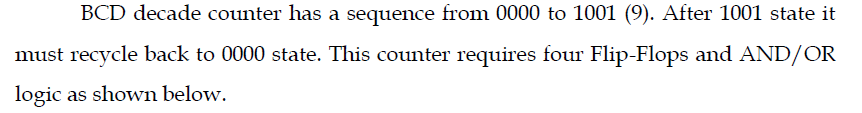 BCD decade counter has a sequence from 0000 to 1001 (9). After 1001 state it
must recycle back to 0000 state. This counter requires four Flip-Flops and AND/OR
logic as shown below.